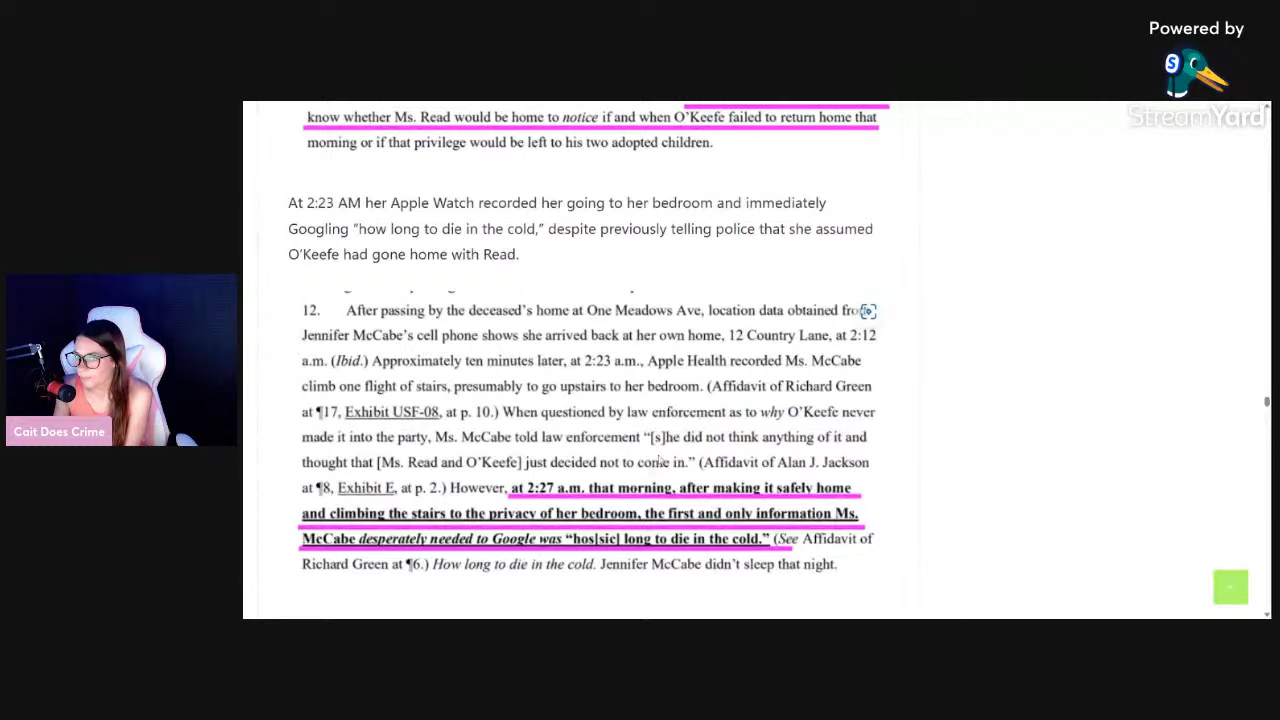 Powered by
S
StreamYard
know whether Ms. Read would be home to notice if and when O'Keefe failed to return home that
morning or if that privilege would be left to his two adopted children.
At 2:23 AM her Apple Watch recorded her going to her bedroom and immediately
Googling "how long to die in the cold," despite previously telling police that she assumed
O'Keefe had gone home with Read.
12. After passing by the deceased's home at One Meadows Ave, location data obtained
Jennifer McCabe's cell phone shows she arrived back at her own home, 12 Country Lane, at 2:12
a.m. (Ibid.) Approximately ten minutes later, at 2:23 a.m., Apple Health recorded Ms. McCabe
climb one flight of stairs, presumably to go upstairs to her bedroom. (Affidavit of Richard Green
at ¶17, Exhibit USF-08, at p. 10.) When questioned by law enforcement as to why O'Keefe never
made it into the party, Ms. McCabe told law enforcement "[s]he did not think anything of it and
thought that [Ms. Read and O'Keefe] just decided not to come in." (Affidavit of Alan J. Jackson
at ¶8, Exhibit E, at p. 2.) However, at 2:27 a.m. that morning, after making it safely home
and climbing the stairs to the privacy of her bedroom, the first and only information Ms.
McCabe desperately needed to Google was "hos[sic] long to die in the cold." (See Affidavit of
Richard Green at ¶6.) How long to die in the cold. Jennifer McCabe didn't sleep that night.
Cait Does Crime